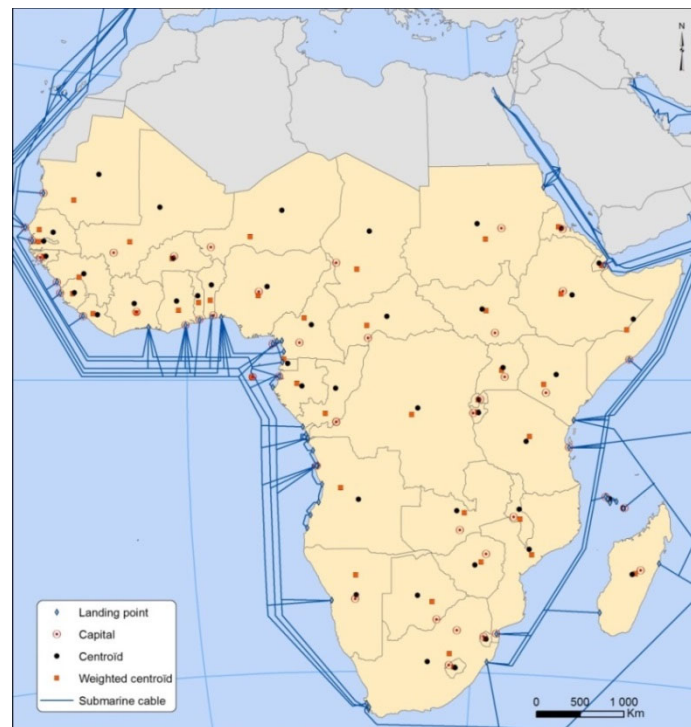 N
Landing point
Capital
Centroïd
Weighted centroïd
Submarine cable
0 500 1 000
Km